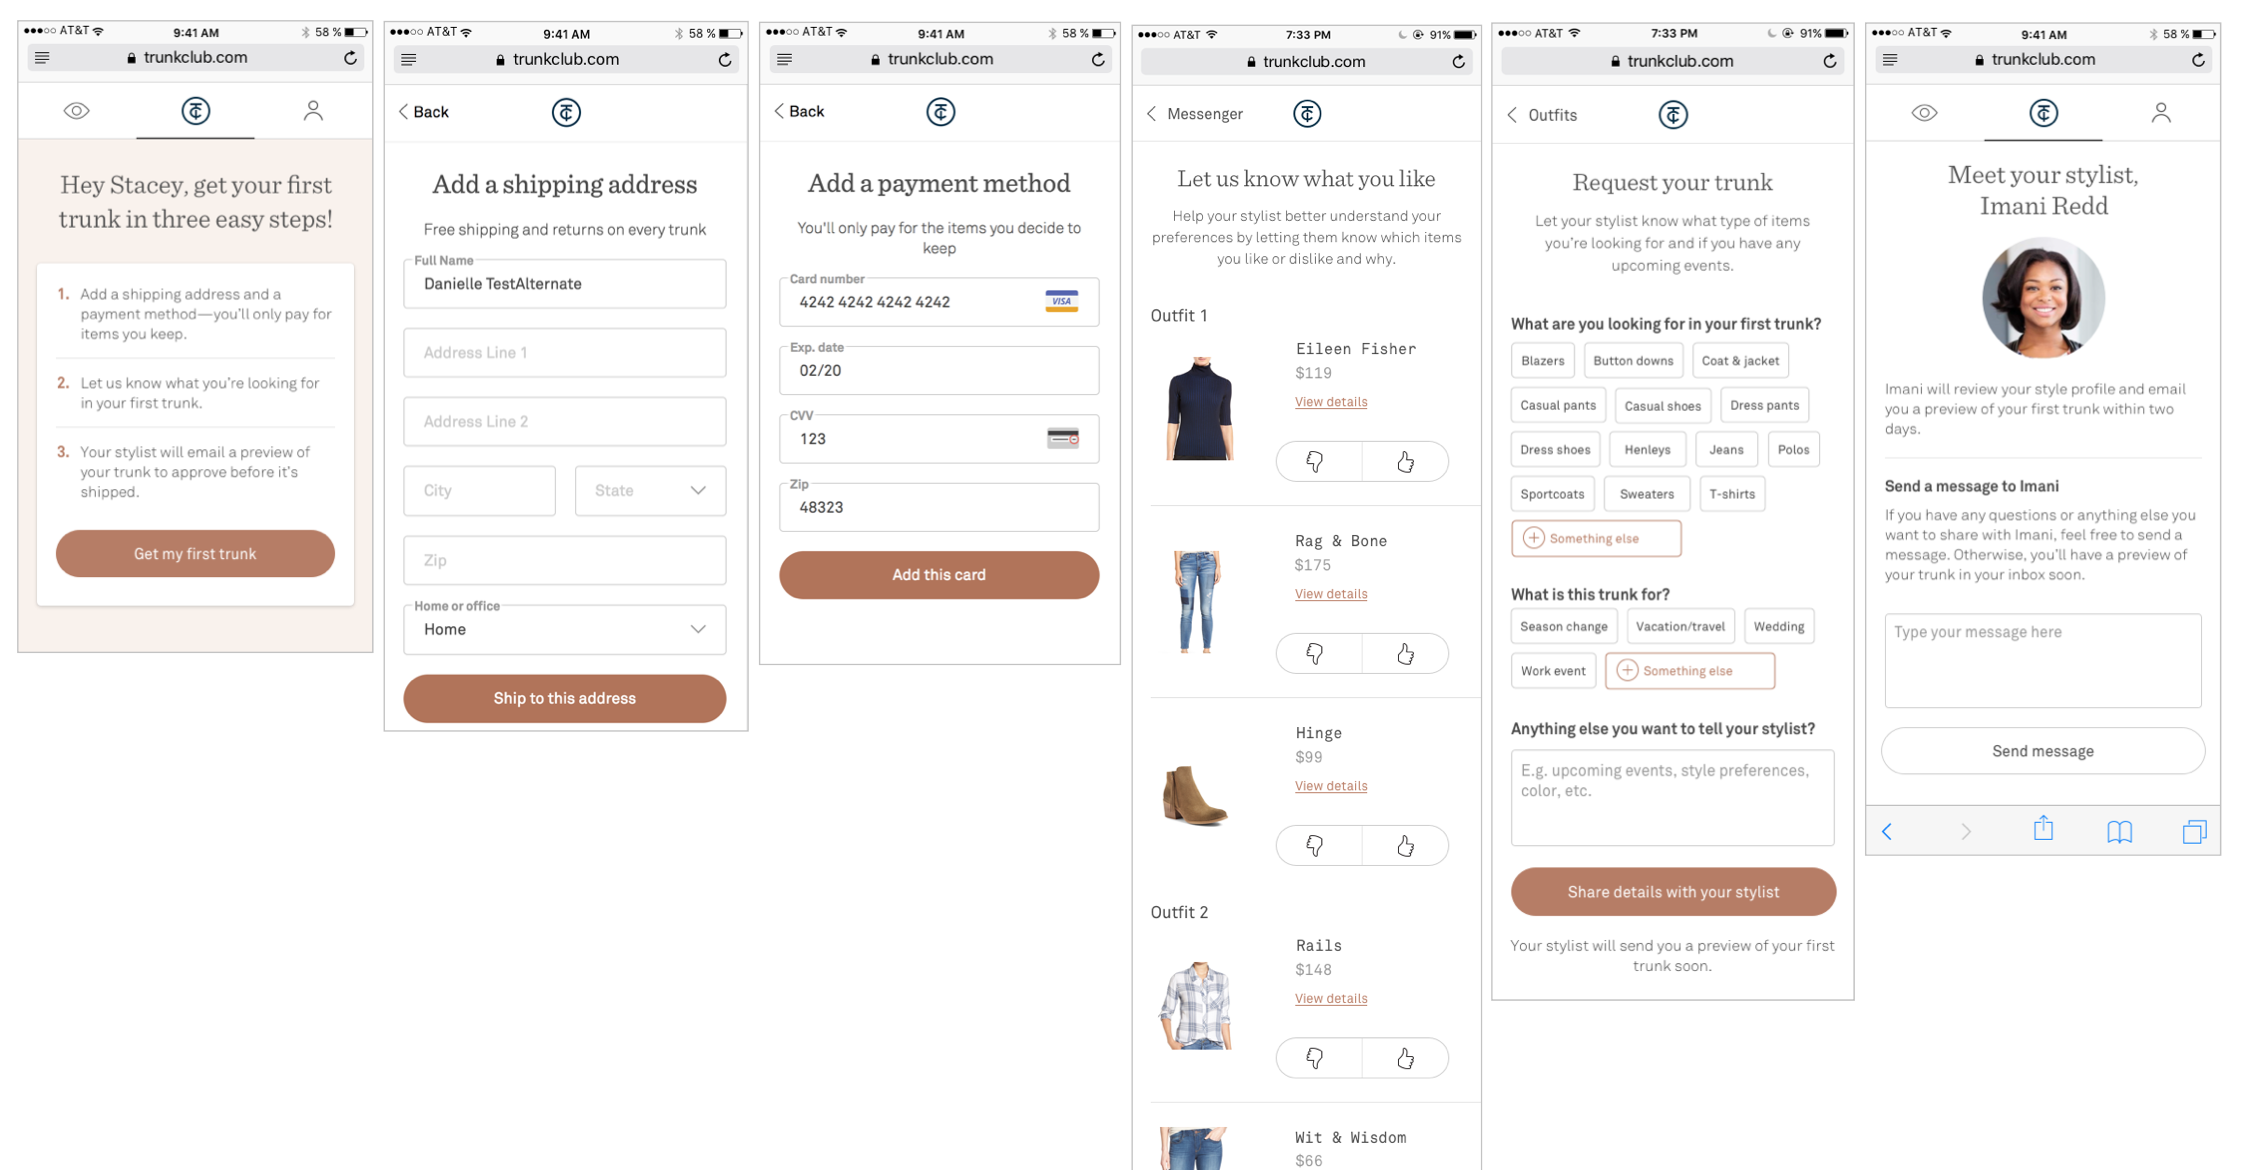 AT&T 9:41 AM 58 %
trunkclub.com
Hey Stacey, get your first
trunk in three easy steps!
1. Add a shipping address and a
payment method—you'll only pay for
items you keep.
2. Let us know what you're looking for
in your first trunk.
3. Your stylist will email a preview of
your trunk to approve before it's
shipped.
Get my first trunk
AT&T 9:41 AM 58 %
trunkclub.com
Back
Add a shipping address
Free shipping and returns on every trunk
Full Name
Danielle TestAlternate
Address Line 1
Address Line 2
City State
Zip
Home or office
Home
Ship to this address
AT&T 9:41 AM 58 %
trunkclub.com
Back
Add a payment method
You'll only pay for the items you decide to
keep
Card number
4242 4242 4242 4242 VISA
Exp. date
02/20
CVV
123
Zip
48323
Add this card
AT&T 7:33 PM 91%
trunkclub.com
Messenger
Let us know what you like
Help your stylist better understand your
preferences by letting them know which items
you like or dislike and why.
Outfit 1
Eileen Fisher
$119
View details
Rag & Bone
$175
View details
Hinge
$99
View details
Outfit 2
Rails
$148
View details
Wit & Wisdom
$66
AT&T 7:33 PM 91%
trunkclub.com
Outfits
Request your trunk
Let your stylist know what type of items
you're looking for and if you have any
upcoming events.
What are you looking for in your first trunk?
Blazers Button downs Coat & jacket
Casual pants Casual shoes Dress pants
Dress shoes Henleys Jeans Polos
Sportcoats Sweaters T-shirts
Something else
What is this trunk for?
Season change Vacation/travel Wedding
Work event Something else
Anything else you want to tell your stylist?
E.g. upcoming events, style preferences,
color, etc.
Share details with your stylist
Your stylist will send you a preview of your first
trunk soon.
AT&T 9:41 AM 58 %
trunkclub.com
Meet your stylist,
Imani Redd
Imani will review your style profile and email
you a preview of your first trunk within two
days.
Send a message to Imani
If you have any questions or anything else you
want to share with Imani, feel free to send a
message. Otherwise, you'll have a preview of
your trunk in your inbox soon.
Type your message here
Send message